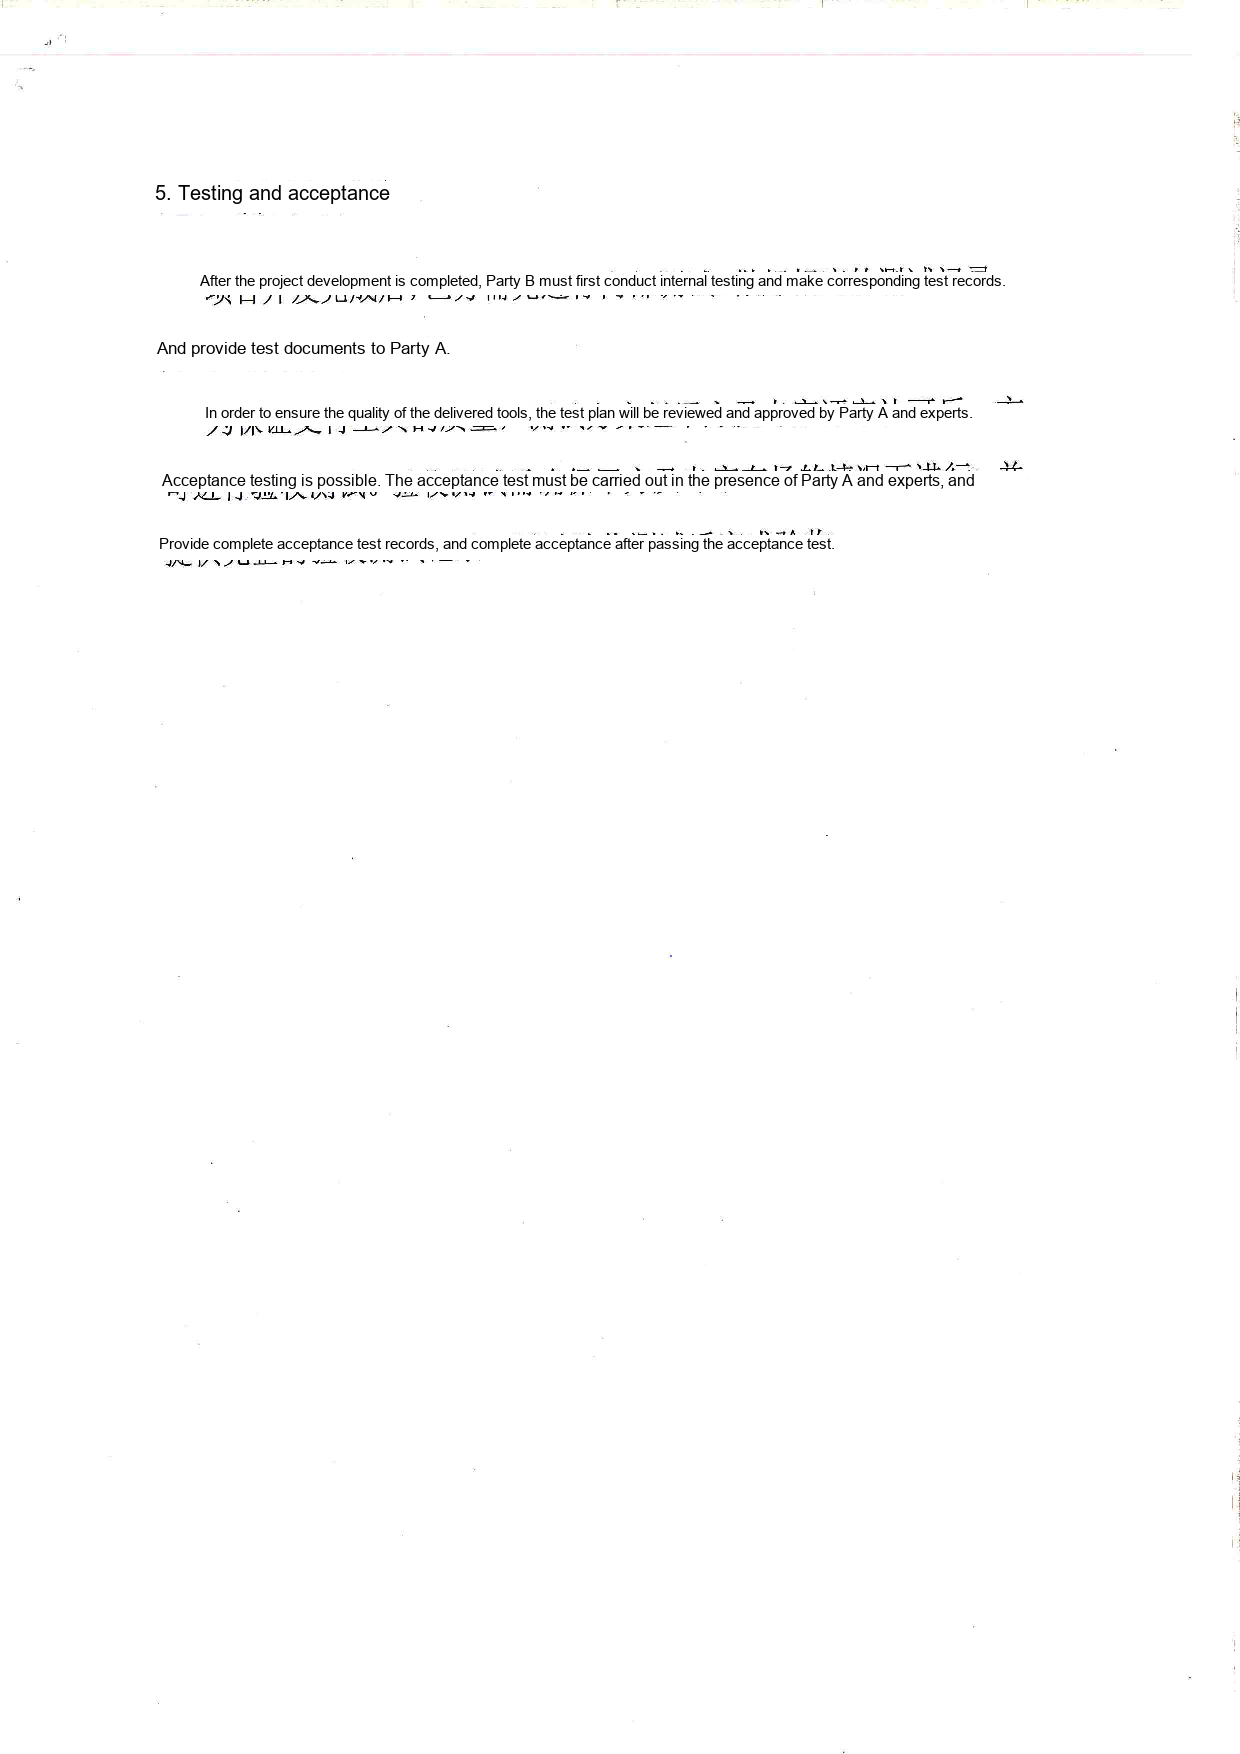 5. Testing and acceptance
After the project development is completed, Party B must first conduct internal testing and make corresponding test records.
And provide test documents to Party A.
In order to ensure the quality of the delivered tools, the test plan will be reviewed and approved by Party A and experts.
Acceptance testing is possible. The acceptance test must be carried out in the presence of Party A and experts, and
Provide complete acceptance test records, and complete acceptance after passing the acceptance test.